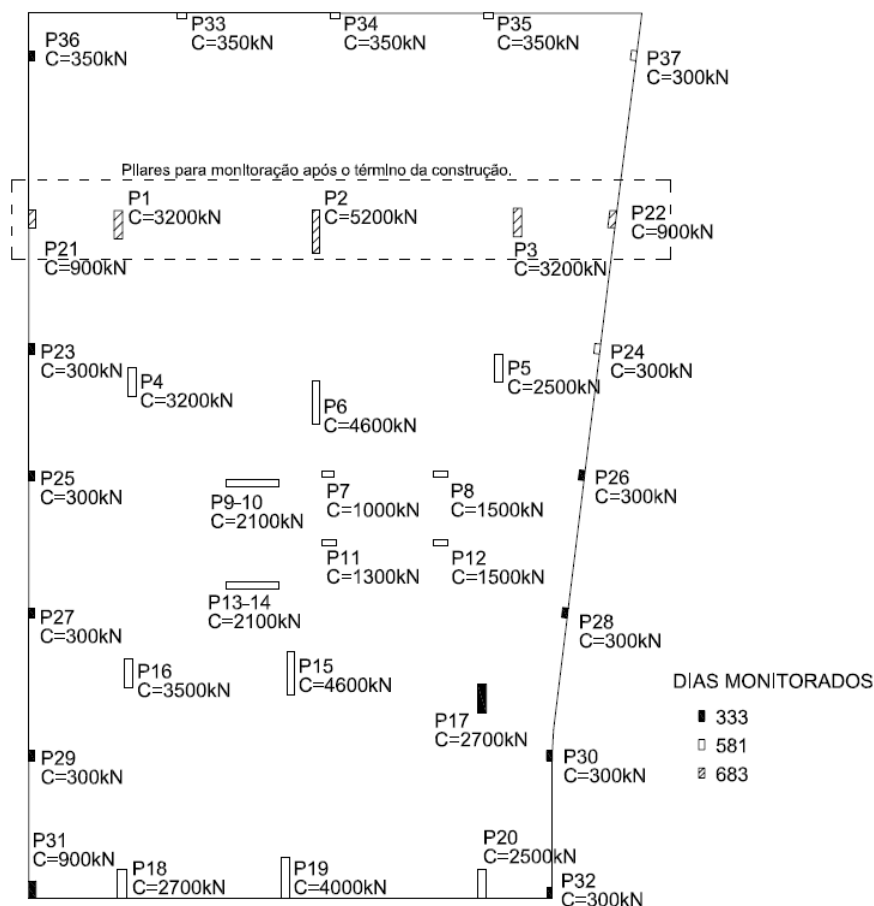 P33
C=350kN
P34
C=350kN
P35
C=350kN
P36
C=350kN
P37
C=300kN
Pilares para monitoração após o término da construção.
P1
C=3200kN
P2
C=5200kN
P22
C=900kN
P21
C=900kN
P3
C=3200kN
P23
C=300kN
P4
C=3200kN
P6
C=4600kN
P5
C=2500kN
P24
C=300kN
P25
C=300kN
P9-10
C=2100kN
P7
C=1000kN
P8
C=1500kN
P26
C=300kN
P11
C=1300kN
P12
C=1500kN
P13-14
C=2100kN
P27
C=300kN
P28
C=300kN
P16
C=3500kN
P15
C=4600kN
P17
C=2700kN
DIAS MONITORADOS
333
581
683
P29
C=300kN
P30
C=300kN
P31
C=900kN
P18
C=2700kN
P19
C=4000kN
P20
C=2500kN
P32
C=300kN